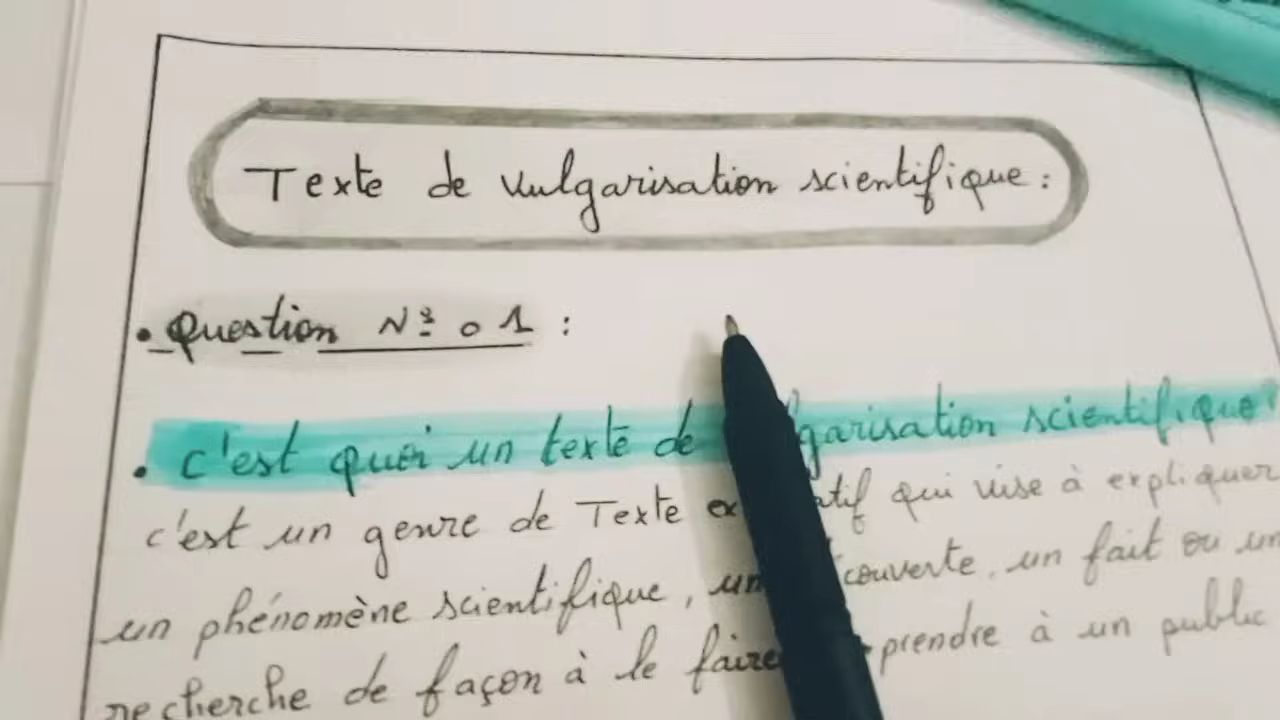 Texte de vulgarisation scientifique :
• Question N° 01 :
• c'est quoi un texte de garisation scientifique?
c'est un genre de Texte ex atif qui vise à expliquer
un phénomène scientifique, un couverte, un fait ou un
recherche de façon à le faire prendre à un public